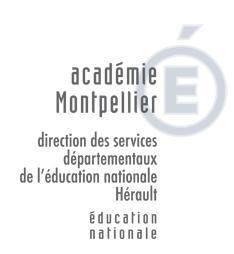 académie
Montpellier
É
direction des services
départementaux
de l'éducation nationale
Hérault
éducation
nationale